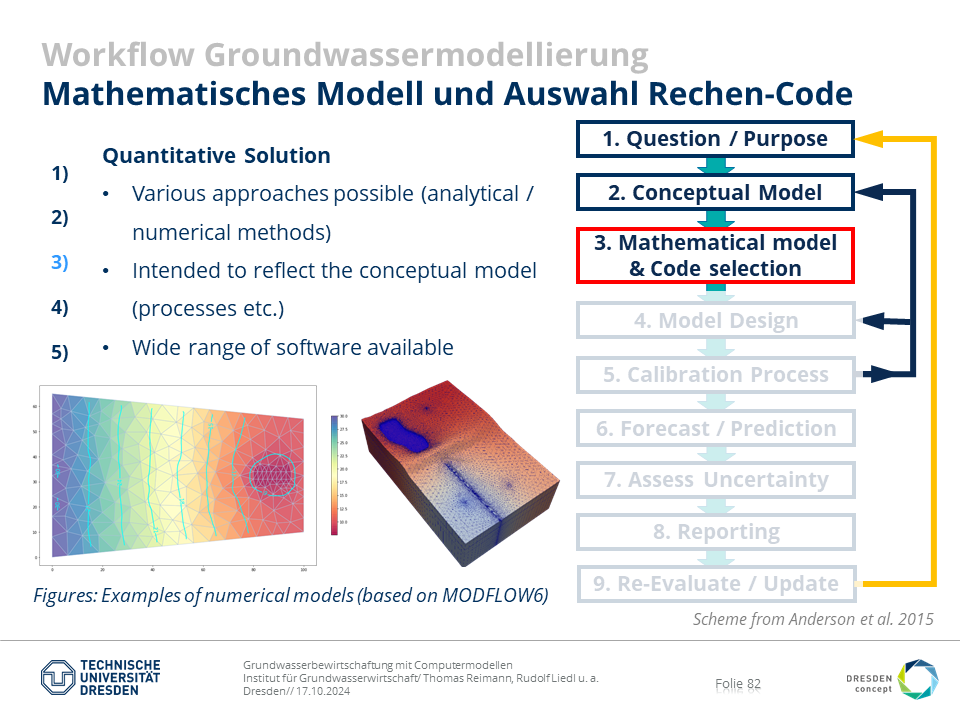 Workflow Groundwassermodellierung
Mathematisches Modell und Auswahl Rechen-Code
1)
2)
3)
4)
5)
Quantitative Solution
• Various approaches possible (analytical /
numerical methods)
• Intended to reflect the conceptual model
(processes etc.)
• Wide range of software available
Figures: Examples of numerical models (based on MODFLOW6)
1. Question / Purpose
2. Conceptual Model
3. Mathematical model
& Code selection
4. Model Design
5. Calibration Process
6. Forecast / Prediction
7. Assess Uncertainty
8. Reporting
9. Re-Evaluate / Update
Scheme from Anderson et al. 2015
TECHNISCHE
UNIVERSITÄT
DRESDEN
Grundwasserbewirtschaftung mit Computermodellen
Institut für Grundwasserwirtschaft/ Thomas Reimann, Rudolf Liedl u. a.
Dresden// 17.10.2024
Folie 82
DRESDEN
concept